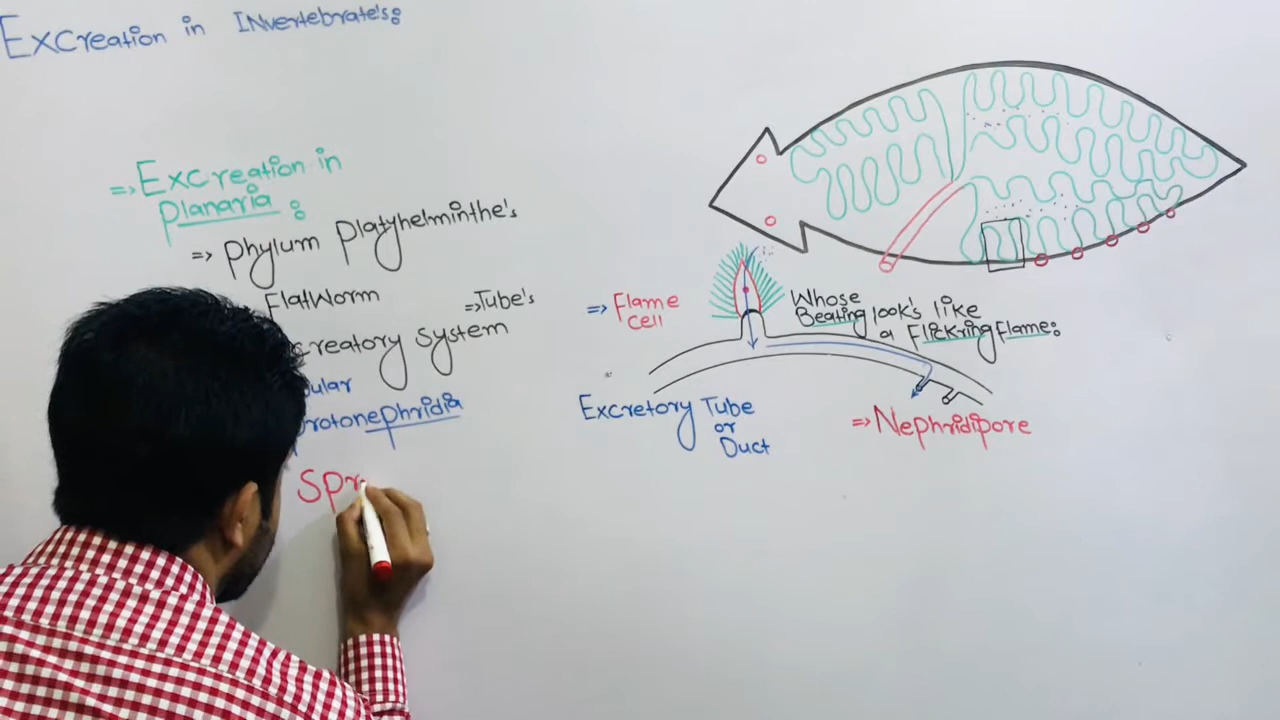 Excreation in Invertebrate's:
⇒ Excreation in
planaria :
⇒ Phylum Platyhelminthe's
FlatWorm
⇒ Tube's
creatory system
ular
rotonephridia
Spr
⇒ Flame
cell
Whose
Beating look's like
a Flickring flame:
Excretory Tube
or
Duct
⇒ Nephridipore